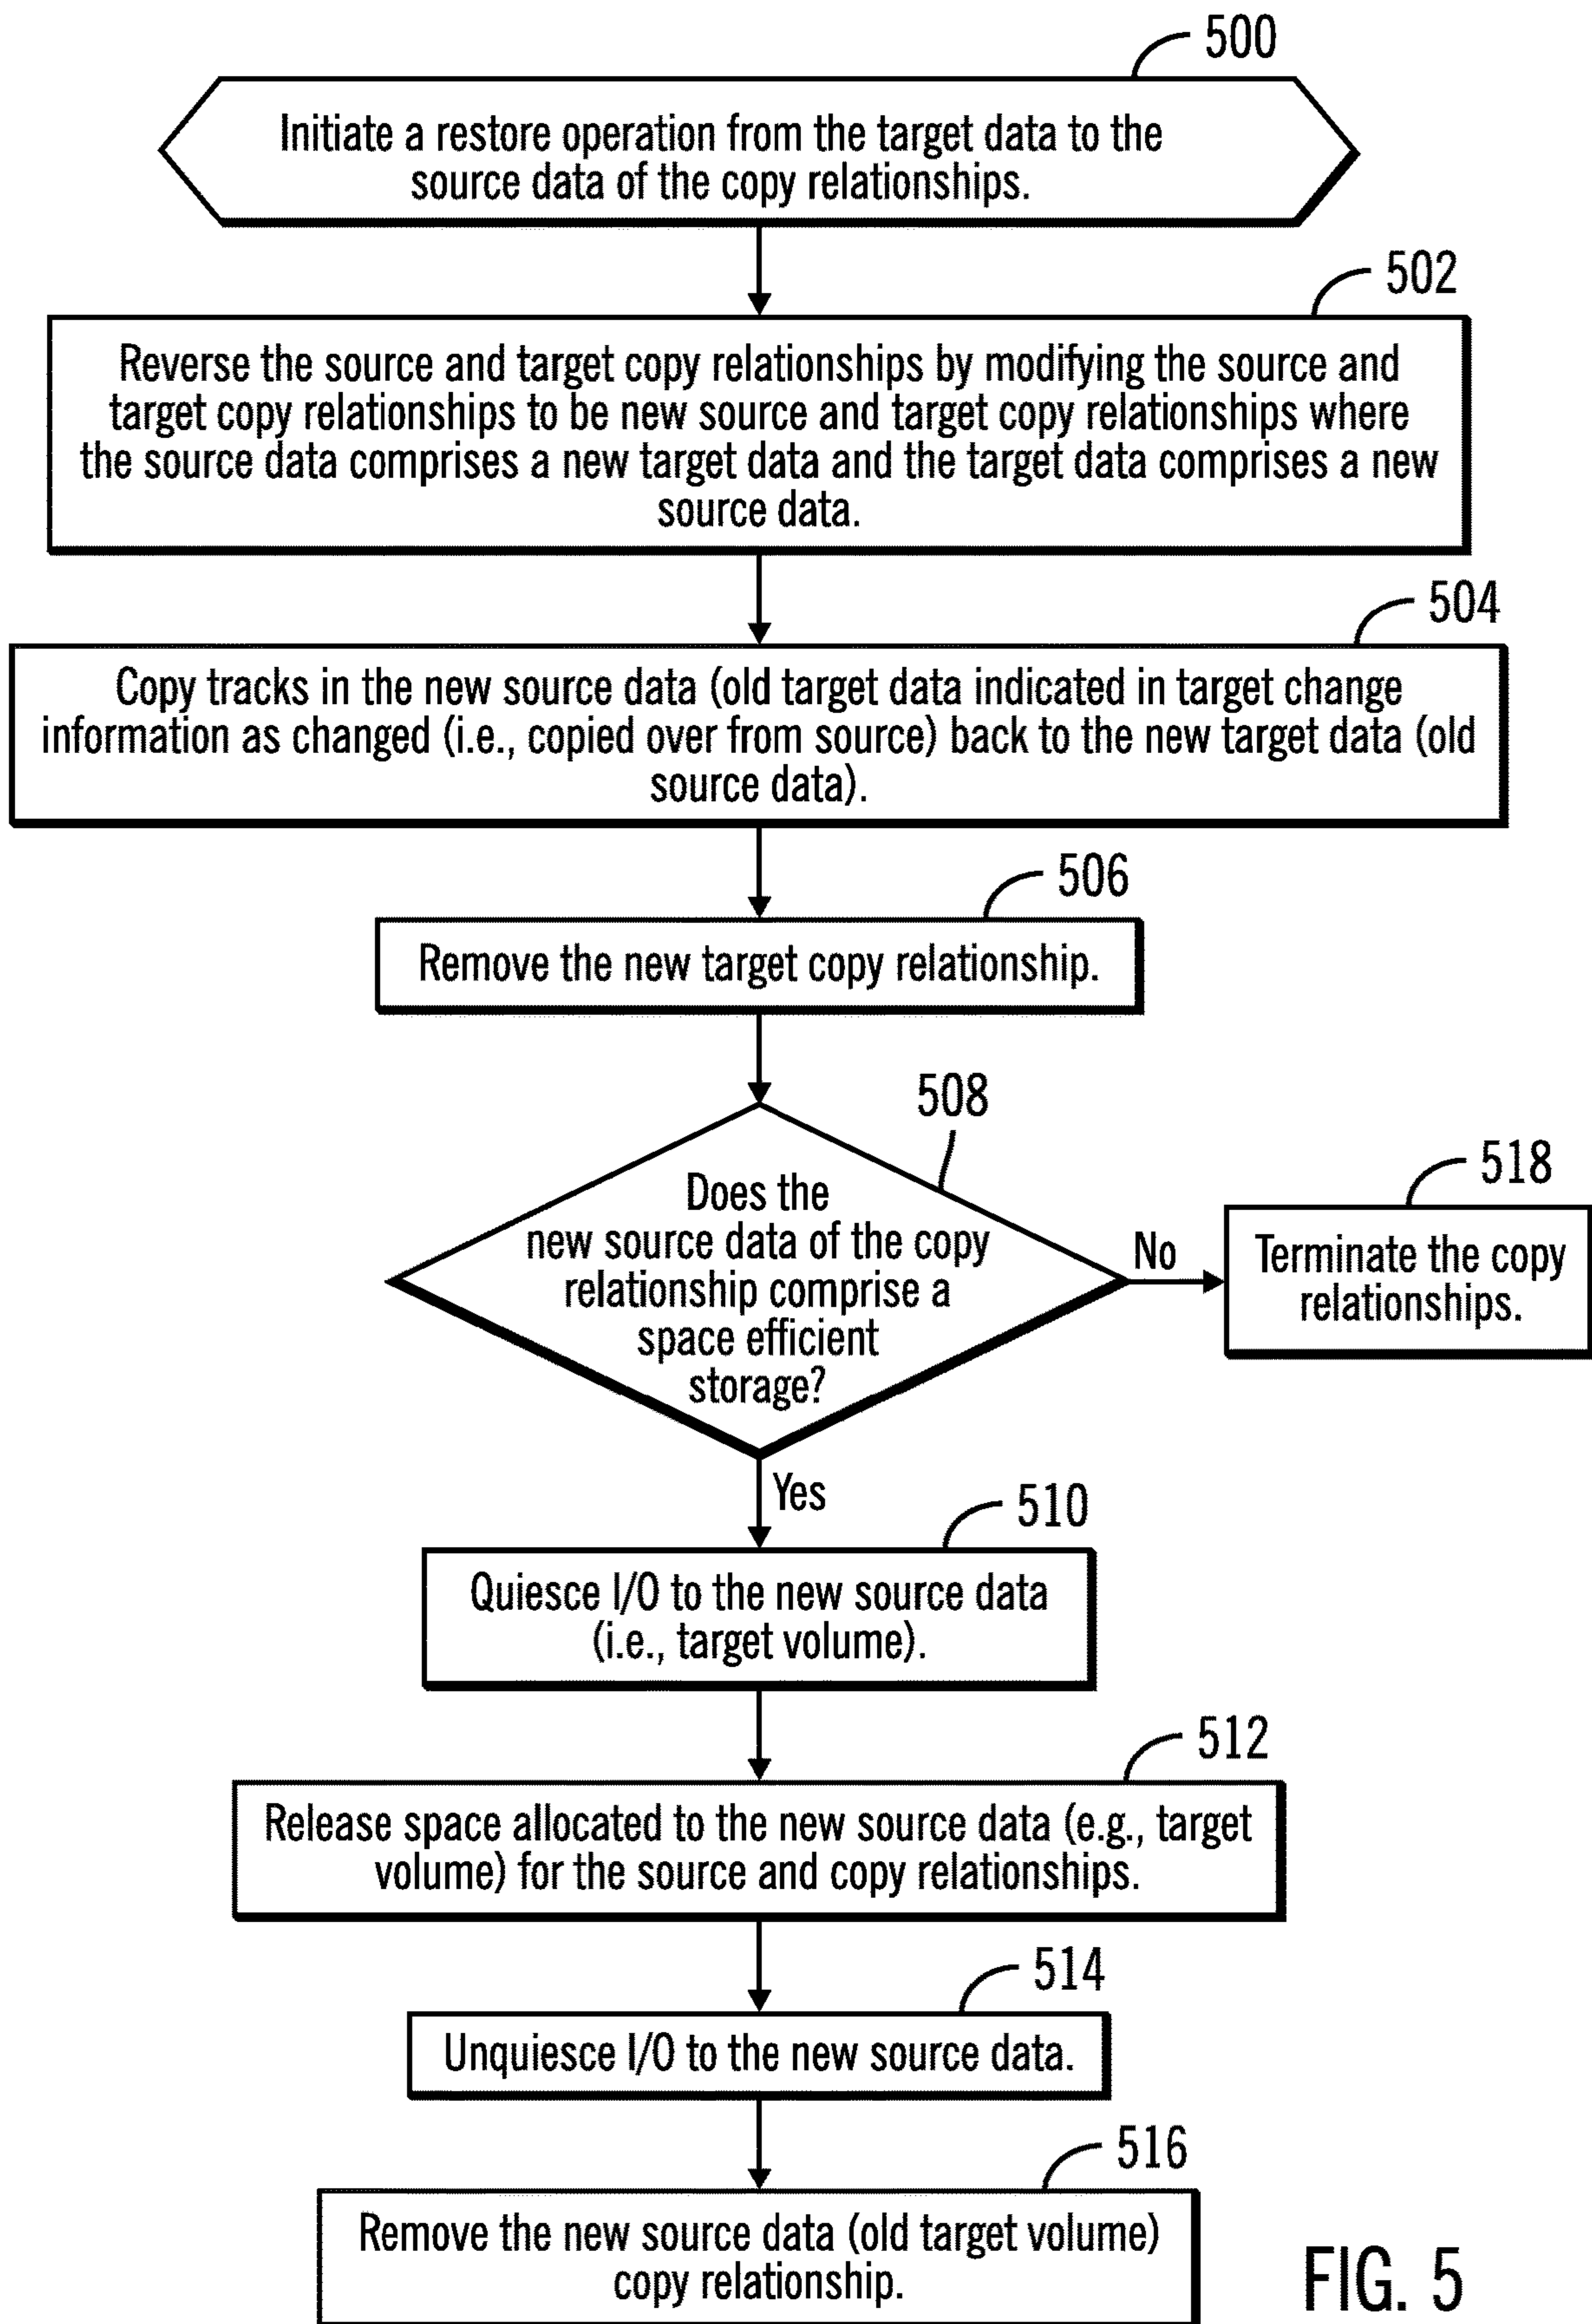 500
Initiate a restore operation from the target data to the
source data of the copy relationships.
502
Reverse the source and target copy relationships by modifying the source and
target copy relationships to be new source and target copy relationships where
the source data comprises a new target data and the target data comprises a new
source data.
504
Copy tracks in the new source data (old target data indicated in target change
information as changed (i.e., copied over from source) back to the new target data (old
source data).
506
Remove the new target copy relationship.
508
Does the
new source data of the copy
relationship comprise a
space efficient
storage?
No
518
Terminate the copy
relationships.
Yes
510
Quiesce I/O to the new source data
(i.e., target volume).
512
Release space allocated to the new source data (e.g., target
volume) for the source and copy relationships.
514
Unquiesce I/O to the new source data.
516
Remove the new source data (old target volume)
copy relationship.
FIG. 5